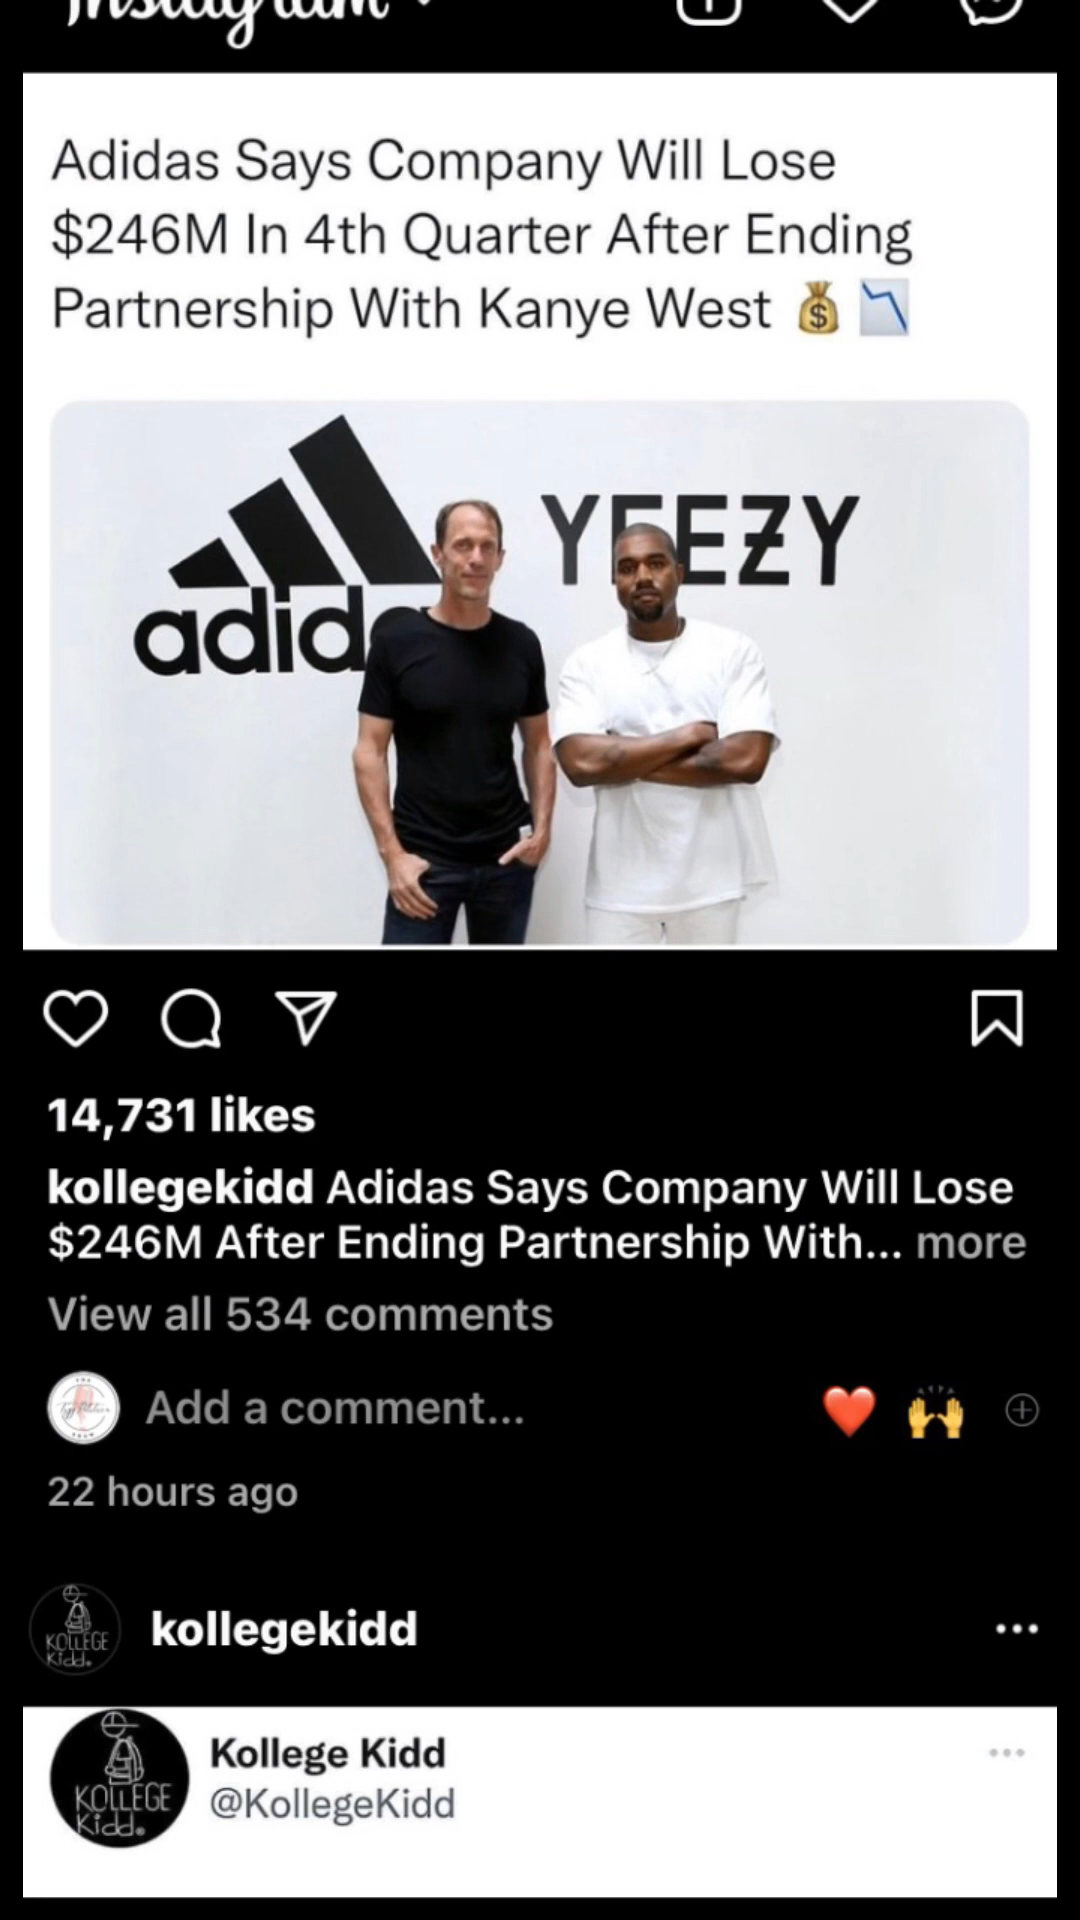 Instagram
Adidas Says Company Will Lose
$246M In 4th Quarter After Ending
Partnership With Kanye West 💰 📉
adid
YEEZY
14,731 likes
kollegekidd Adidas Says Company Will Lose
$246M After Ending Partnership With... more
View all 534 comments
Add a comment...
22 hours ago
KOLLEGE
Kidd.
kollegekidd
KOLLEGE
Kidd.
Kollege Kidd
@KollegeKidd